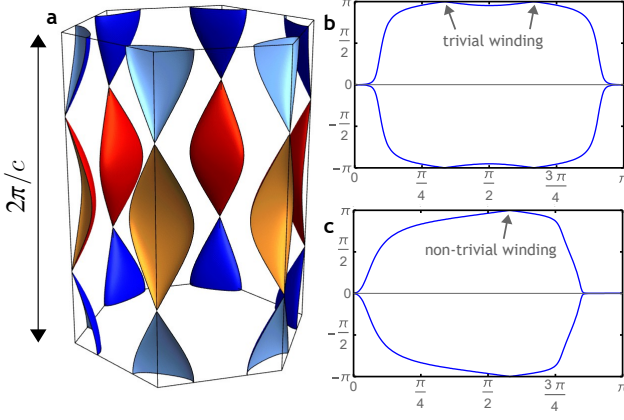 a
2π/c
b
π
π/2
0
-π/2
-π
trivial winding
0
π/4
π/2
3π/4
π
c
π
π/2
0
-π/2
-π
non-trivial winding
0
π/4
π/2
3π/4
π